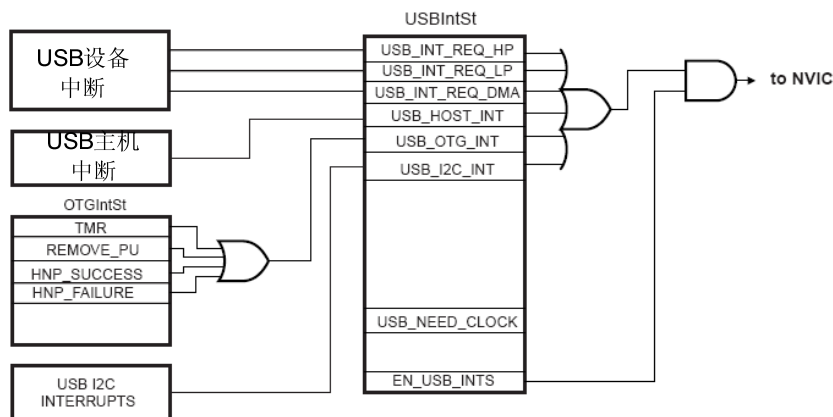 USBIntSt
USB设备
中断
USB_INT_REQ_HP
USB_INT_REQ_LP
USB_INT_REQ_DMA
USB_HOST_INT
USB_OTG_INT
USB_I2C_INT
to NVIC
USB主机
中断
OTGIntSt
TMR
REMOVE_PU
HNP_SUCCESS
HNP_FAILURE
USB_NEED_CLOCK
EN_USB_INTS
USB I2C
INTERRUPTS